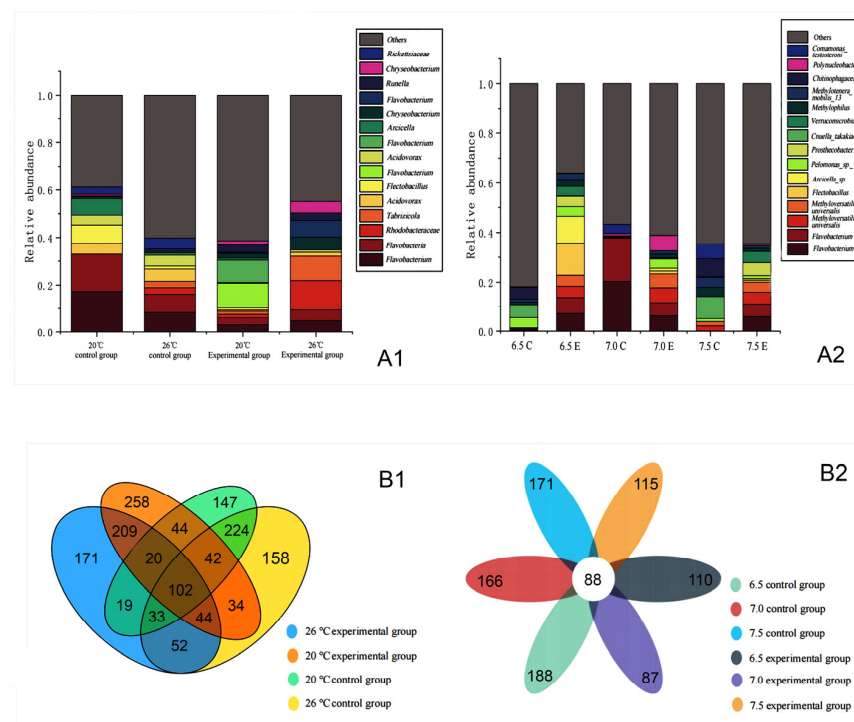 Others
Rickettsiaceae
Chryseobacterium
Runella
Flavobacterium
Chryseobacterium
Arcicella
Flavobacterium
Acidovorax
Flavobacterium
Flectobacillus
Acidovorax
Tabrizicola
Rhodobacteraceae
Flavobacteria
Flavobacterium
Relative abundance
1.0
0.8
0.6
0.4
0.2
0.0
20℃
control group
26℃
control group
20℃
Experimental group
26℃
Experimental group
A1
Others
Comamonas_
testosteroni
Polynucleobacte
Chitinophagaceae
Methylotenera_
mobilis_13
Methylophilus
Verrucomicrobia
Cnuella_takakiae
Prosthecobacter
Pelomonas_sp_
Arcicella_sp
Flectobacillus
Methyloversatilis
universalis
Methyloversatilis
universalis
Flavobacterium
Flavobacterium
Relative abundance
1.0
0.8
0.6
0.4
0.2
0.0
6.5 C
6.5 E
7.0 C
7.0 E
7.5 C
7.5 E
A2
B1
258
147
209
44
224
171
20
42
158
102
19
33
44
34
52
26 ℃ experimental group
20 ℃ experimental group
20 ℃ control group
26 ℃ control group
B2
171
115
166
88
110
188
87
6.5 control group
7.0 control group
7.5 control group
6.5 experimental group
7.0 experimental group
7.5 experimental group